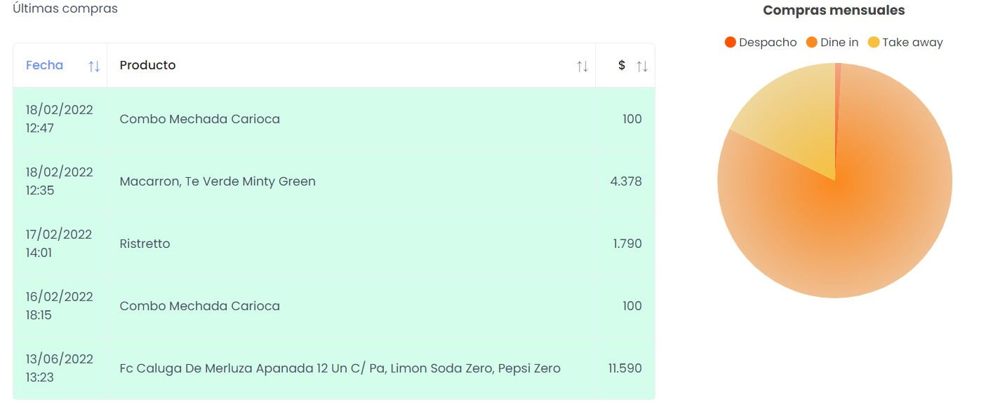 Últimas compras
Fecha Producto $
18/02/2022
12:47
Combo Mechada Carioca
100
18/02/2022
12:35
Macarron, Te Verde Minty Green
4.378
17/02/2022
14:01
Ristretto
1.790
16/02/2022
18:15
Combo Mechada Carioca
100
13/06/2022
13:23
Fc Caluga De Merluza Apanada 12 Un C/ Pa, Limon Soda Zero, Pepsi Zero
11.590
Compras mensuales
Despacho Dine in Take away